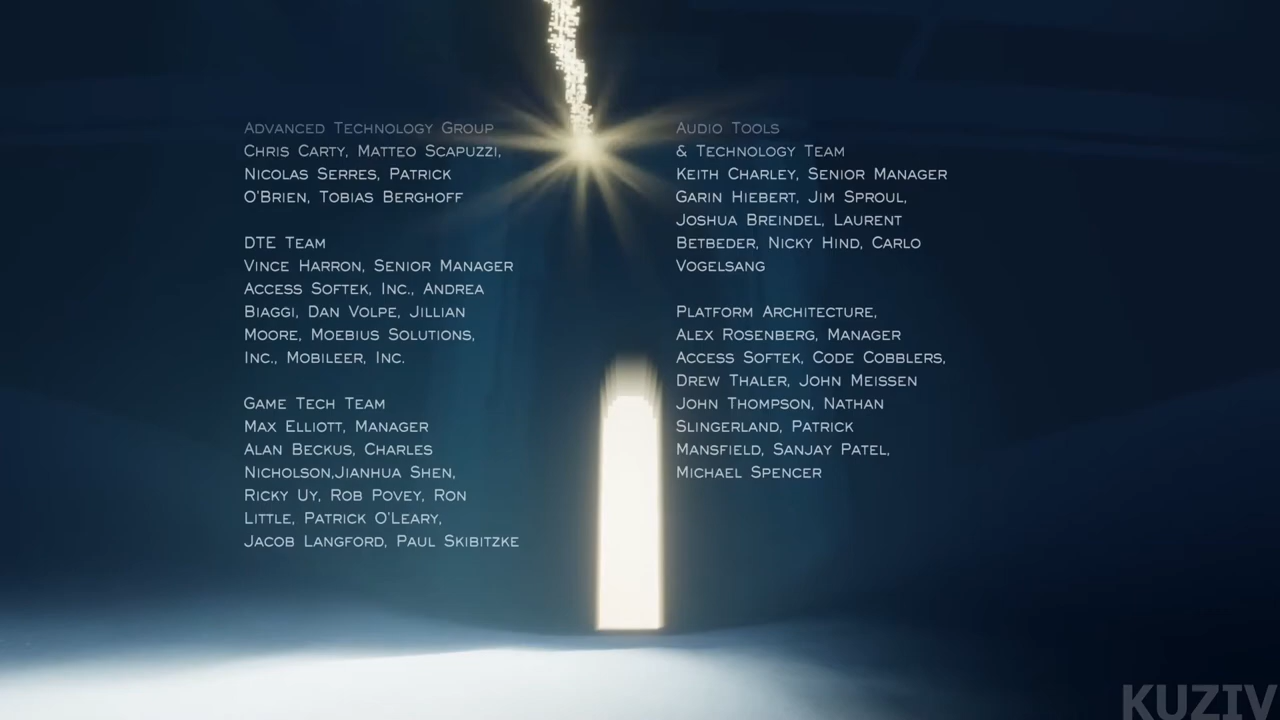 Advanced Technology Group
Chris Carty, Matteo Scapuzzi,
Nicolas Serres, Patrick
O'Brien, Tobias Berghoff
DTE Team
Vince Harron, Senior Manager
Access Softek, Inc., Andrea
Biaggi, Dan Volpe, Jillian
Moore, Moebius Solutions,
Inc., Mobileer, Inc.
Game Tech Team
Max Elliott, Manager
Alan Beckus, Charles
Nicholson,Jianhua Shen,
Ricky Uy, Rob Povey, Ron
Little, Patrick O'Leary,
Jacob Langford, Paul Skibitzke
Audio Tools
& Technology Team
Keith Charley, Senior Manager
Garin Hiebert, Jim Sproul,
Joshua Breindel, Laurent
Betbeder, Nicky Hind, Carlo
Vogelsang
Platform Architecture,
Alex Rosenberg, Manager
Access Softek, Code Cobblers,
Drew Thaler, John Meissen
John Thompson, Nathan
Slingerland, Patrick
Mansfield, Sanjay Patel,
Michael Spencer
KUZIV